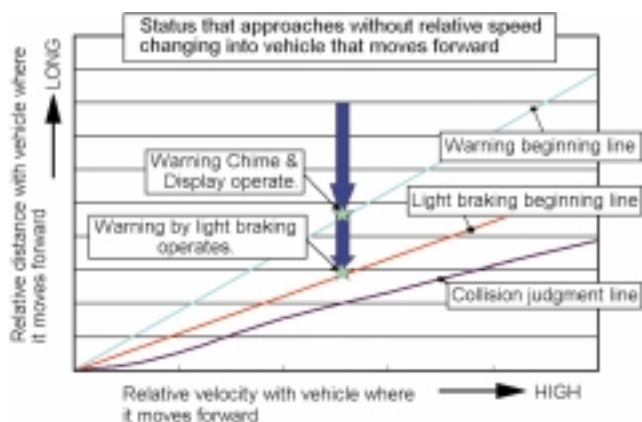 Status that approaches without relative speed
changing into vehicle that moves forward
LONG
Relative distance with vehicle where
it moves forward
Warning Chime &
Display operate.
Warning beginning line
Light braking beginning line
Warning by light braking
operates.
Collision judgment line
Relative velocity with vehicle where
it moves forward
HIGH